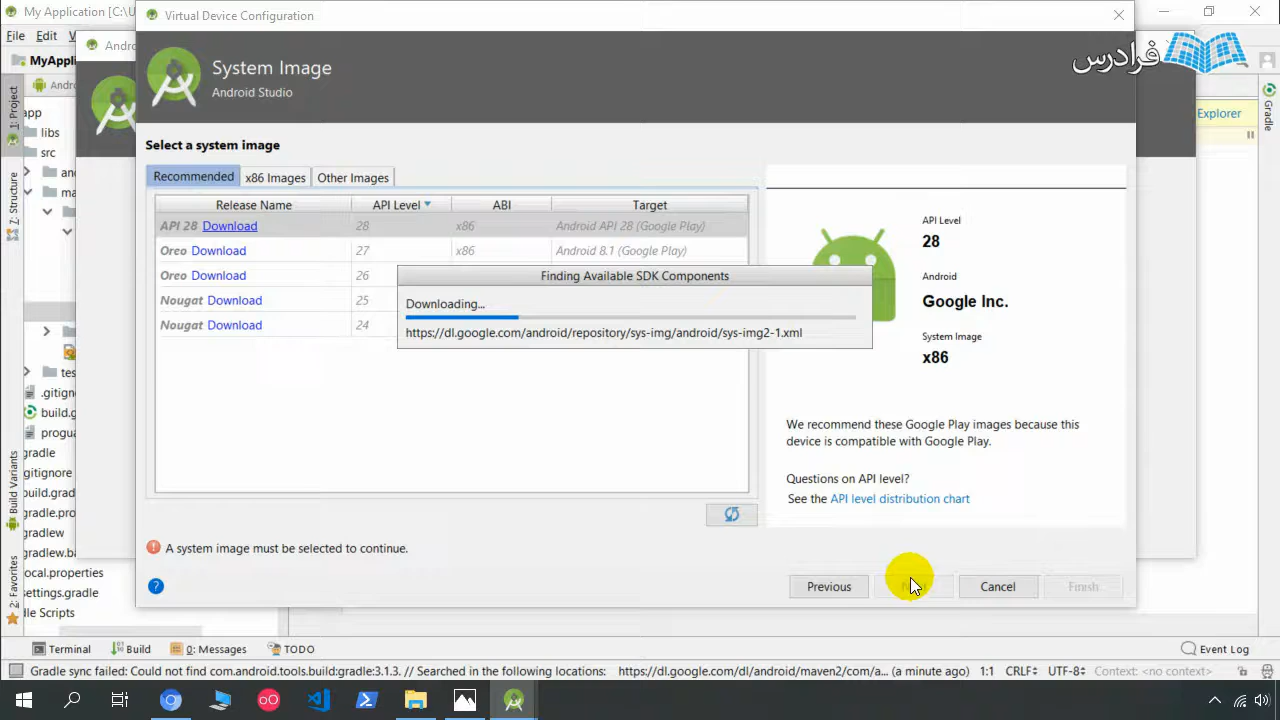 My Application [C:\U
Virtual Device Configuration
فرادرس
File Edit V
MyAppli
Andro
System Image
Android Studio
Andro
Explorer
1: Project
Gradle
app
libs
src
an
ma
Select a system image
Recommended
x86 Images
Other Images
Release Name API Level ABI Target
API 28 Download 28 x86 Android API 28 (Google Play)
Oreo Download 27 x86 Android 8.1 (Google Play)
Oreo Download 26
Nougat Download 25
Nougat Download 24
Finding Available SDK Components
Downloading...
https://dl.google.com/android/repository/sys-img/android/sys-img2-1.xml
API Level
28
Android
Google Inc.
System Image
x86
We recommend these Google Play images because this
device is compatible with Google Play.
Questions on API level?
See the API level distribution chart
Z: Structure
tes
.gitign
build.g
progua
gradle
gitignore
build.grad
gradle.pro
gradlew
gradlew.ba
local.properties
settings.gradle
Gradle Scripts
Build Variants
2: Favorites
A system image must be selected to continue.
?
Previous
Cancel
Finish
Terminal
Build
0: Messages
TODO
Event Log
Gradle sync failed: Could not find com.android.tools.build:gradle:3.1.3. // Searched in the following locations: https://dl.google.com/dl/android/maven2/com/a... (a minute ago) 1:1 CRLF UTF-8 Context: <no context>